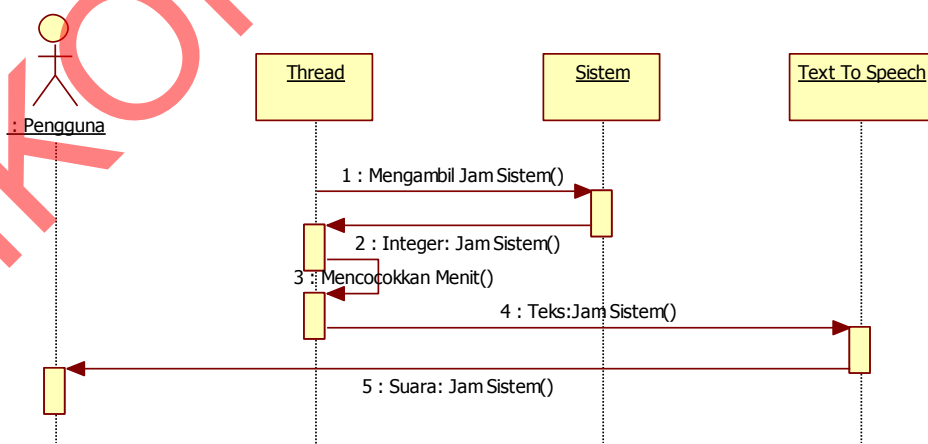 : Pengguna
Thread
Sistem
Text To Speech
1 : Mengambil Jam Sistem()
2 : Integer: Jam Sistem()
3 : Mencocokkan Menit()
4 : Teks:Jam Sistem()
5 : Suara: Jam Sistem()